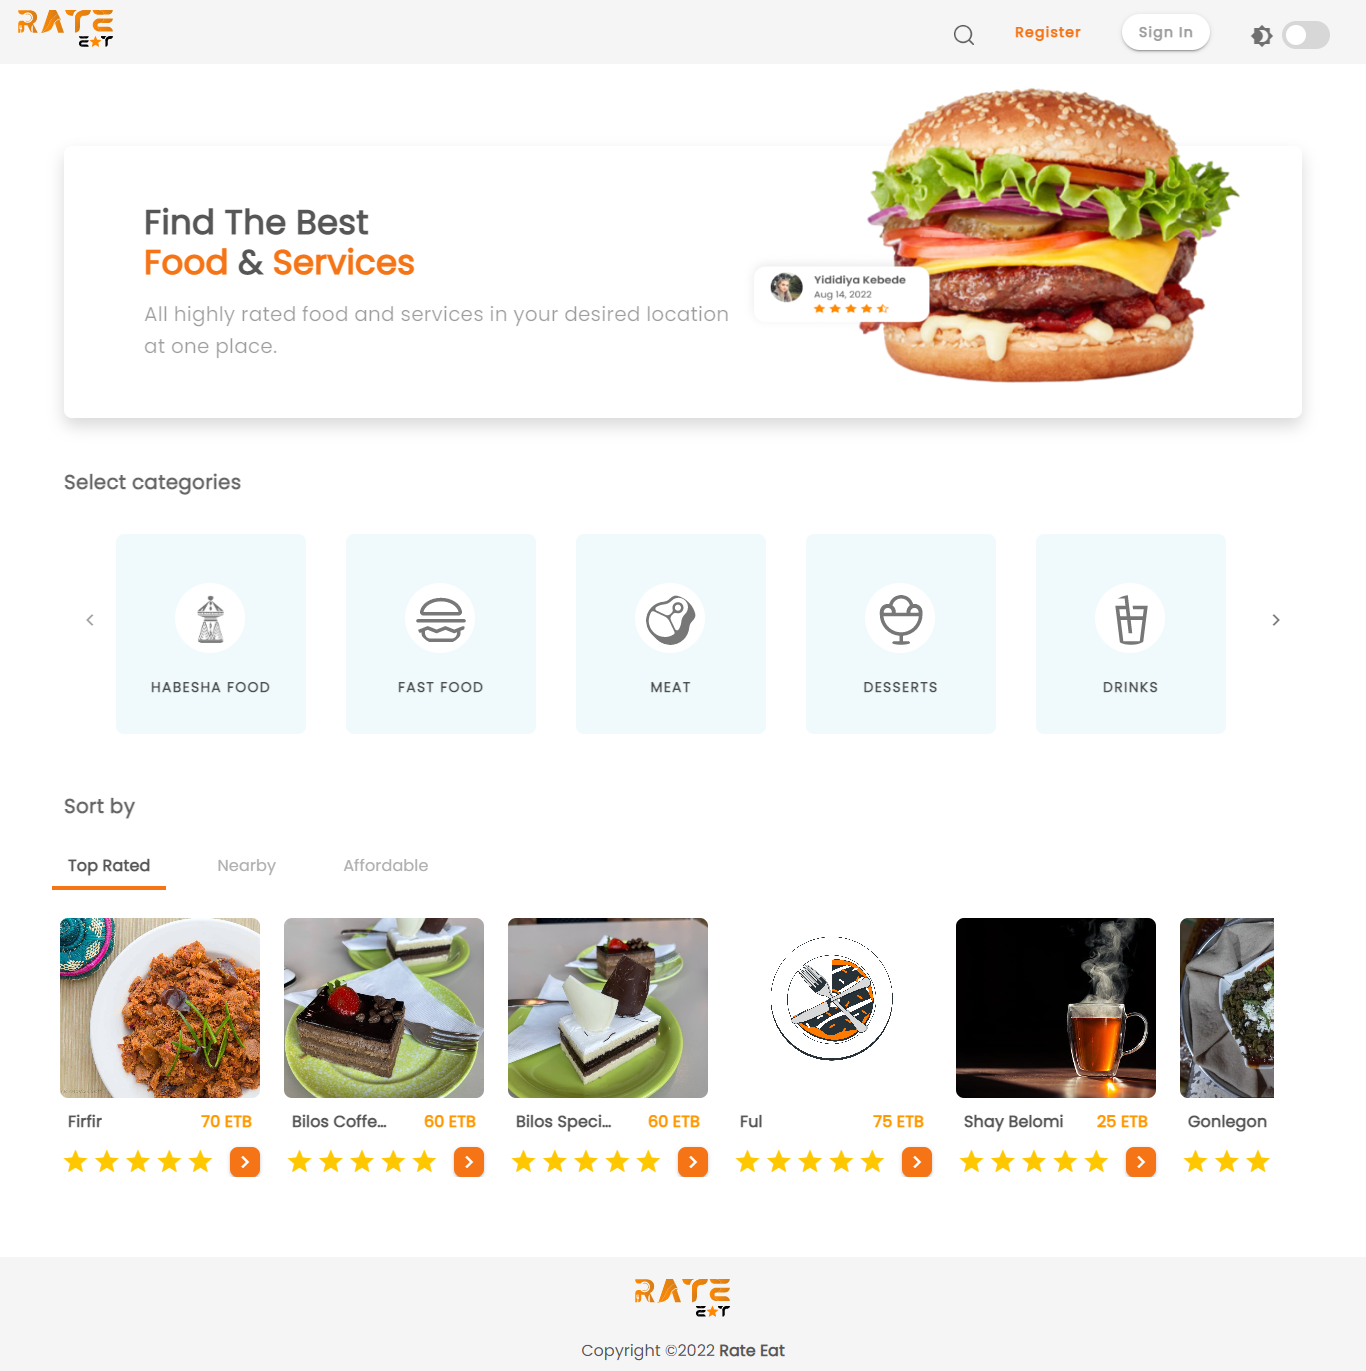 RATE
EAT
Register
Sign In
Find The Best
Food & Services
All highly rated food and services in your desired location
at one place.
Yididiya Kebede
Aug 14, 2022
Select categories
HABESHA FOOD
FAST FOOD
MEAT
DESSERTS
DRINKS
Sort by
Top Rated
Nearby
Affordable
Firfir
70 ETB
Bilos Coffe...
60 ETB
Bilos Speci...
60 ETB
Ful
75 ETB
Shay Belomi
25 ETB
Gonlegon
RATE
EAT
Copyright ©2022 Rate Eat